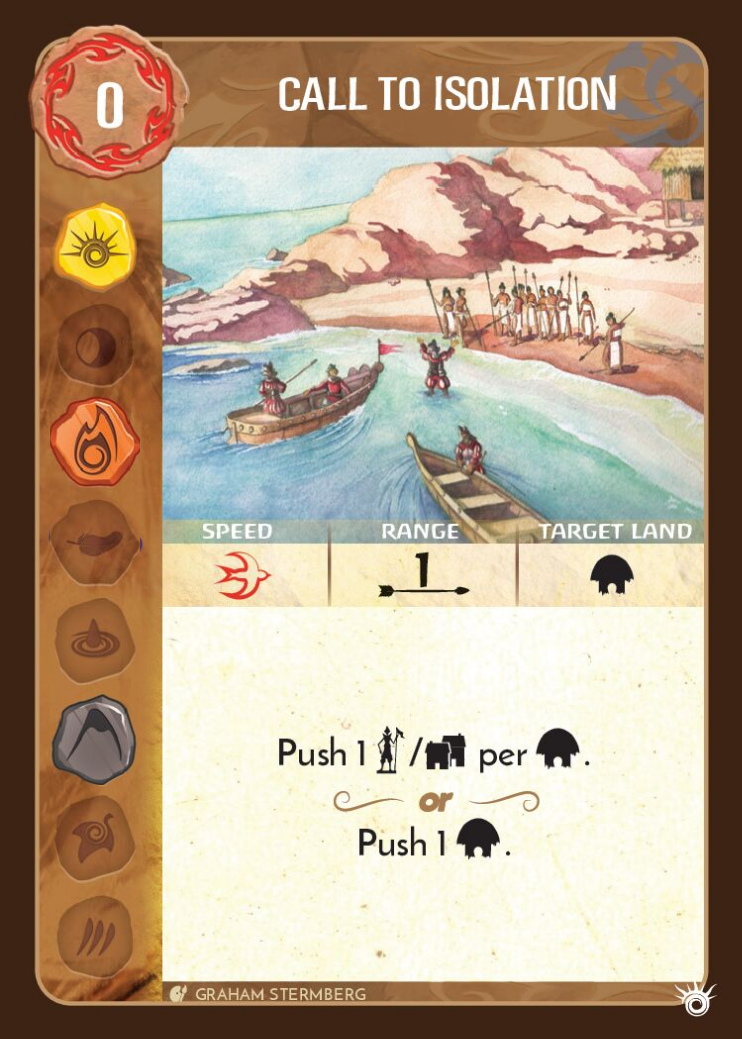 0
CALL TO ISOLATION
SPEED RANGE TARGET LAND
1
Push 1 / per .
or
Push 1 .
GRAHAM STERMBERG